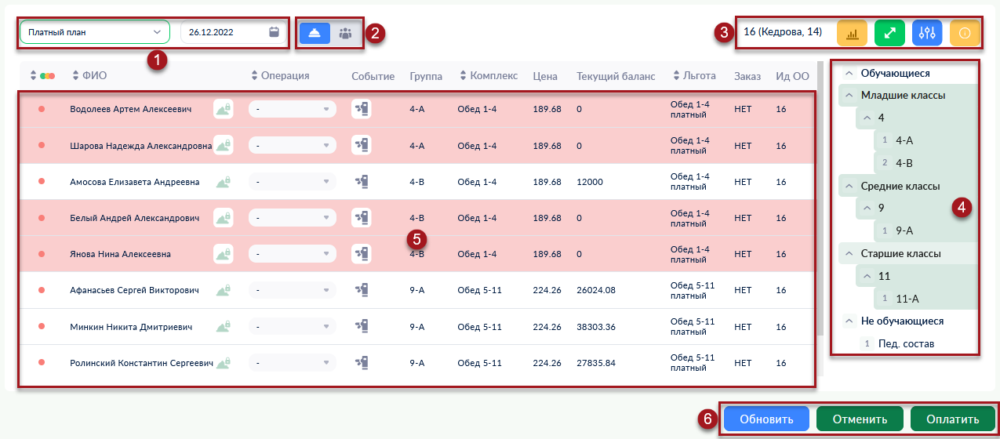 Платный план 26.12.2022 2 3 16 (Кедрова, 14)
1
ФИО Операция Событие Группа Комплекс Цена Текущий баланс Льгота Заказ Ид ОО
Водолеев Артем Алексеевич - 4-А Обед 1-4 189.68 0 Обед 1-4 платный НЕТ 16
Шарова Надежда Александровна - 4-А Обед 1-4 189.68 0 Обед 1-4 платный НЕТ 16
Амосова Елизавета Андреевна - 4-В Обед 1-4 189.68 12000 Обед 1-4 платный НЕТ 16
Белый Андрей Александрович - 4-В Обед 1-4 189.68 0 Обед 1-4 платный НЕТ 16
5
Янова Нина Алексеевна - 4-В Обед 1-4 189.68 0 Обед 1-4 платный НЕТ 16
Афанасьев Сергей Викторович - 9-А Обед 5-11 224.26 26024.08 Обед 5-11 платный НЕТ 16
Минкин Никита Дмитриевич - 9-А Обед 5-11 224.26 38303.36 Обед 5-11 платный НЕТ 16
Ролинский Константин Сергеевич - 9-А Обед 5-11 224.26 27835.84 Обед 5-11 платный НЕТ 16
Обучающиеся
Младшие классы
4
1 4-А
2 4-В
Средние классы
9 4
1 9-А
Старшие классы
11
1 11-А
Не обучающиеся
1 Пед. состав
6 Обновить Отменить Оплатить